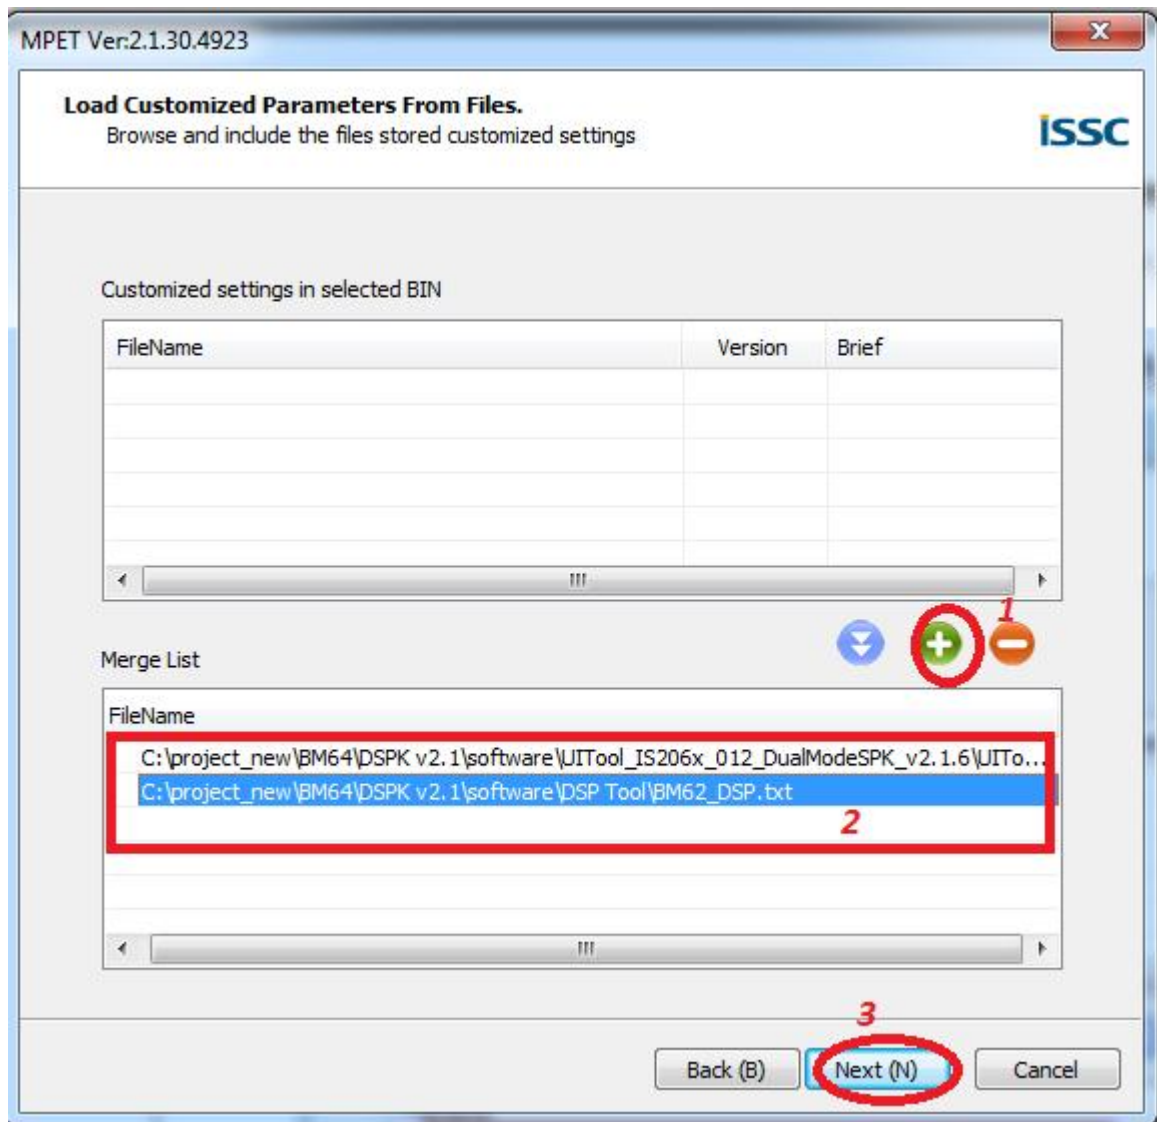 MPET Ver:2.1.30.4923
Load Customized Parameters From Files.
Browse and include the files stored customized settings
issc
Customized settings in selected BIN
FileName Version Brief
1
Merge List
FileName
C:\project_new\BM64\DSPK v2.1\software\UITool_IS206x_012_DualModeSPK_v2.1.6\UITo...
C:\project_new\BM64\DSPK v2.1\software\DSP Tool\BM62_DSP.txt
2
3
Back (B) Next (N) Cancel